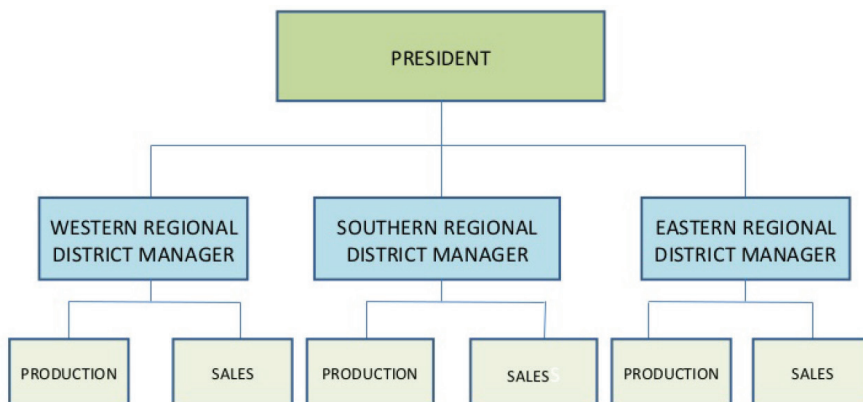 PRESIDENT
WESTERN REGIONAL
DISTRICT MANAGER
SOUTHERN REGIONAL
DISTRICT MANAGER
EASTERN REGIONAL
DISTRICT MANAGER
PRODUCTION
SALES
PRODUCTION
SALES
PRODUCTION
SALES